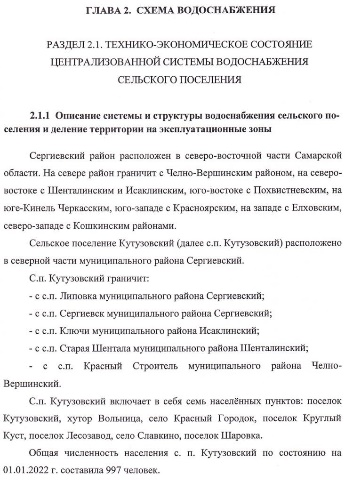 ГЛАВА 2. СХЕМА ВОДОСНАБЖЕНИЯ
РАЗДЕЛ 2.1. ТЕХНИКО-ЭКОНОМИЧЕСКОЕ СОСТОЯНИЕ
ЦЕНТРАЛИЗОВАННОЙ СИСТЕМЫ ВОДОСНАБЖЕНИЯ
СЕЛЬСКОГО ПОСЕЛЕНИЯ
2.1.1 Описание системы и структуры водоснабжения сельского по-
селения и деление территории на эксплуатационные зоны
Сергиевский район расположен в северо-восточной части Самарской
области. На севере район граничит с Челно-Вершинским районом, на северо-
востоке с Шенталинским и Исаклинским, юго-востоке с Похвистневским, на
юге-Кинель Черкасским, юго-западе с Красноярским, на западе с Елховским,
северо-западе с Кошкинским районами.
Сельское поселение Кутузовский (далее с.п. Кутузовский) расположено
в северной части муниципального района Сергиевский.
С.п. Кутузовский граничит:
- с с.п. Липовка муниципального района Сергиевский;
- с с.п. Сергиевск муниципального района Сергиевский;
- с с.п. Ключи муниципального района Исаклинский;
- с с.п. Старая Шентала муниципального района Шенталинский;
- с с.п. Красный Строитель муниципального района Челно-
Вершинский.
С.п. Кутузовский включает в себя семь населённых пунктов: поселок
Кутузовский, хутор Вольница, село Красный Городок, поселок Круглый
Куст, поселок Лесозавод, село Славкино, поселок Шаровка.
Общая численность населения с. п. Кутузовский по состоянию на
01.01.2022 г. составила 997 человек.